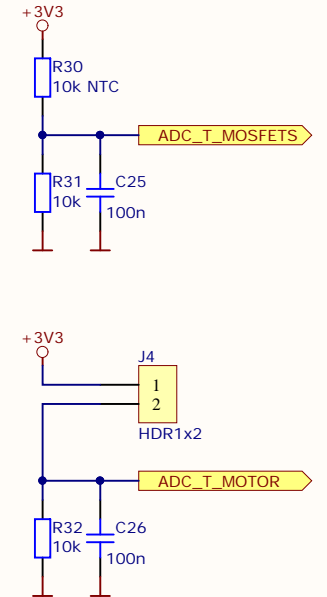 +3V3
R30
10k NTC
ADC_T_MOSFETS
R31
10k
C25
100n
+3V3
J4
1
2
HDR1x2
ADC_T_MOTOR
R32
10k
C26
100n